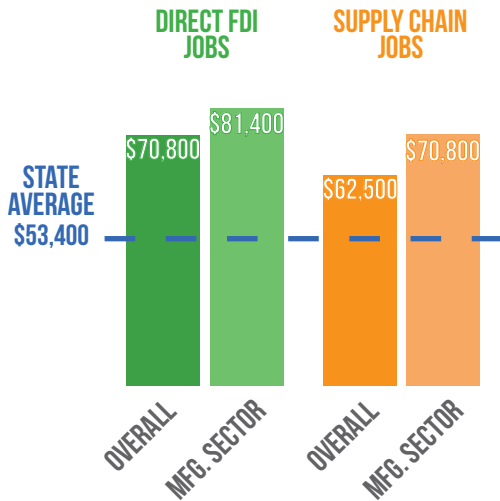 DIRECT FDI
JOBS
SUPPLY CHAIN
JOBS
$70,800
$81,400
$62,500
$70,800
STATE
AVERAGE
$53,400
OVERALL
MFG. SECTOR
OVERALL
MFG. SECTOR